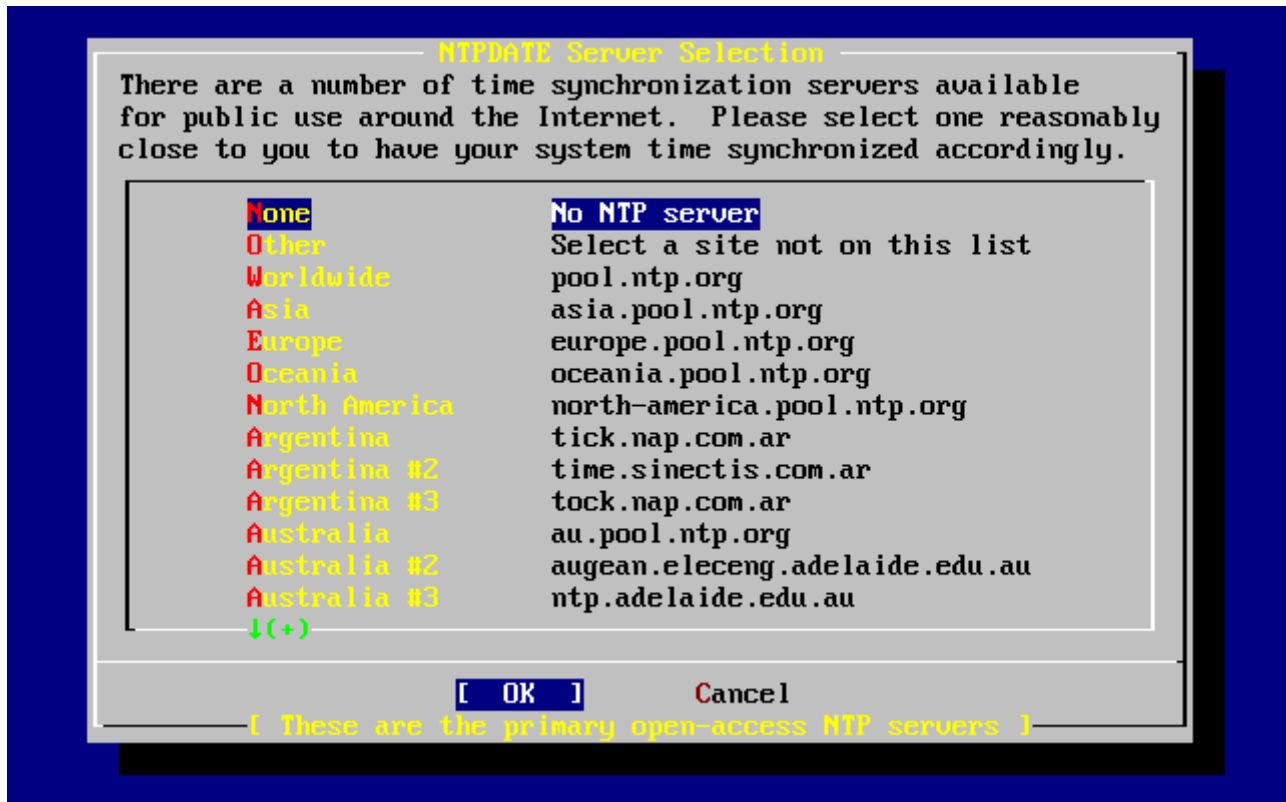 NTPDATE Server Selection
There are a number of time synchronization servers available
for public use around the Internet.  Please select one reasonably
close to you to have your system time synchronized accordingly.
None No NTP server
Other Select a site not on this list
Worldwide pool.ntp.org
Asia asia.pool.ntp.org
Europe europe.pool.ntp.org
Oceania oceania.pool.ntp.org
North America north-america.pool.ntp.org
Argentina tick.nap.com.ar
Argentina #2 time.sinectis.com.ar
Argentina #3 tock.nap.com.ar
Australia au.pool.ntp.org
Australia #2 augean.eleceng.adelaide.edu.au
Australia #3 ntp.adelaide.edu.au
↓(+)
[  OK  ] Cancel
[ These are the primary open-access NTP servers ]